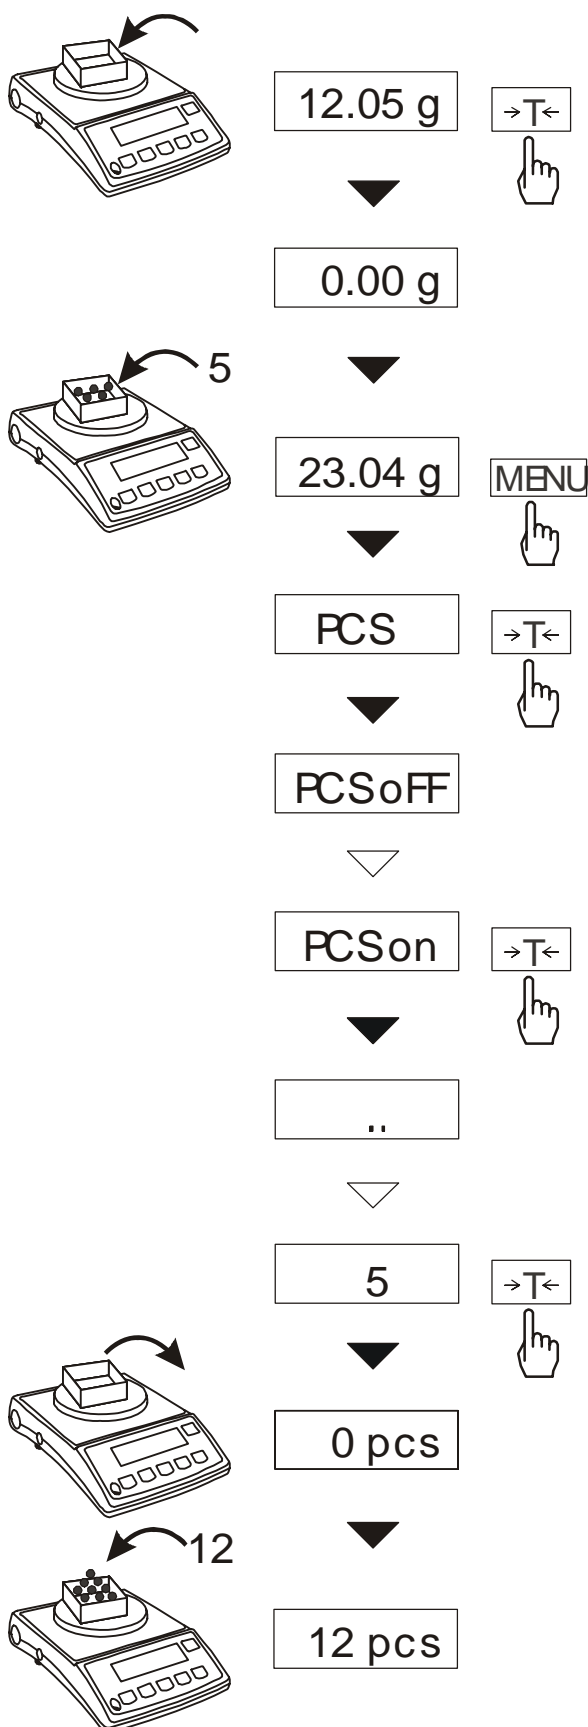 12.05 g →T←
0.00 g
5
23.04 g MENU
PCS →T←
PCSoFF
PCSon →T←
..
5 →T←
0 pcs
12
12 pcs